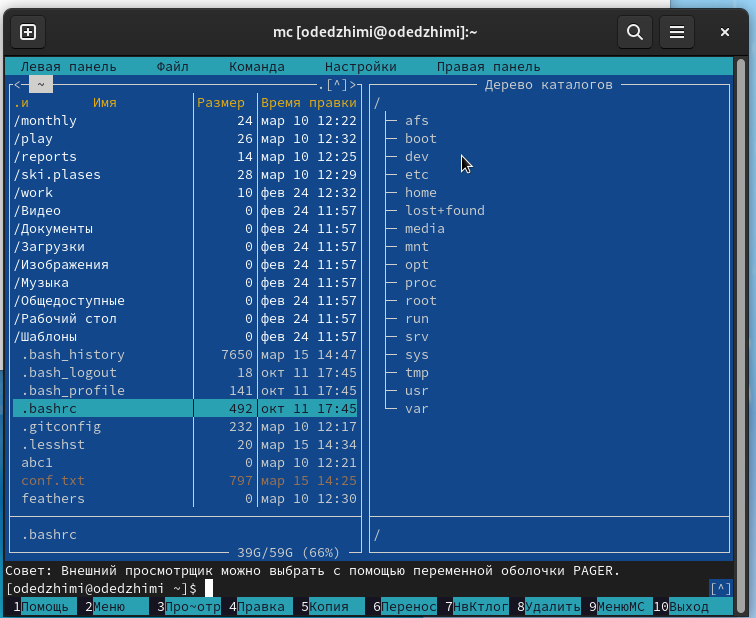 mc [odedzhimi@odedzhimi]:~
Левая панель Файл Команда Настройки Правая панель
<─ ~ ─.[^]>
.и Имя Размер Время правки
/monthly 24 мар 10 12:22
/play 26 мар 10 12:32
/reports 14 мар 10 12:25
/ski.plases 28 мар 10 12:29
/work 10 фев 24 12:32
/Видео 0 фев 24 11:57
/Документы 0 фев 24 11:57
/Загрузки 0 фев 24 11:57
/Изображения 0 фев 24 11:57
/Музыка 0 фев 24 11:57
/Общедоступные 0 фев 24 11:57
/Рабочий стол 0 фев 24 11:57
/Шаблоны 0 фев 24 11:57
.bash_history 7650 мар 15 14:47
.bash_logout 18 окт 11 17:45
.bash_profile 141 окт 11 17:45
.bashrc 492 окт 11 17:45
.gitconfig 232 мар 10 12:17
.lesshst 20 мар 15 14:34
abc1 0 мар 10 12:21
conf.txt 797 мар 15 14:25
feathers 0 мар 10 12:30
.bashrc
39G/59G (66%)
Дерево каталогов
/
afs
boot
dev
etc
home
lost+found
media
mnt
opt
proc
root
run
srv
sys
tmp
usr
var
/
Совет: Внешний просмотрщик можно выбрать с помощью переменной оболочки PAGER.
[odedzhimi@odedzhimi ~]$ [^]
1Помощь 2Меню 3Про~отр 4Правка 5Копия 6Перенос 7НвКтлог 8Удалить 9МенюMC 10Выход